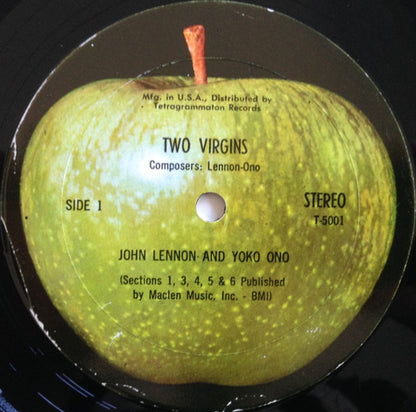 Mfg. in U.S.A., Distributed by
Tetragrammaton Records
TWO VIRGINS
Composers: Lennon-Ono
SIDE 1
STEREO
T-5001
JOHN LENNON AND YOKO ONO
(Sections 1, 3, 4, 5 & 6 Published
by Maclen Music, Inc. - BMI)